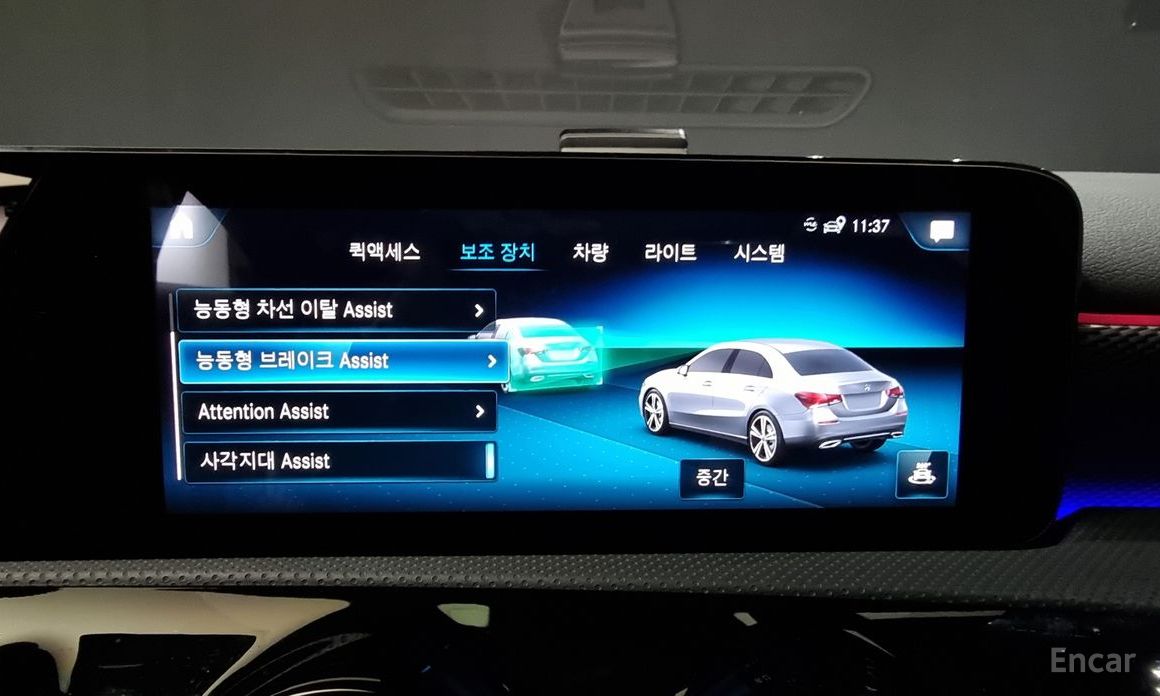 11:37
퀵액세스 보조 장치 차량 라이트 시스템
능동형 차선 이탈 Assist
능동형 브레이크 Assist
Attention Assist
사각지대 Assist
중간
360°
Encar